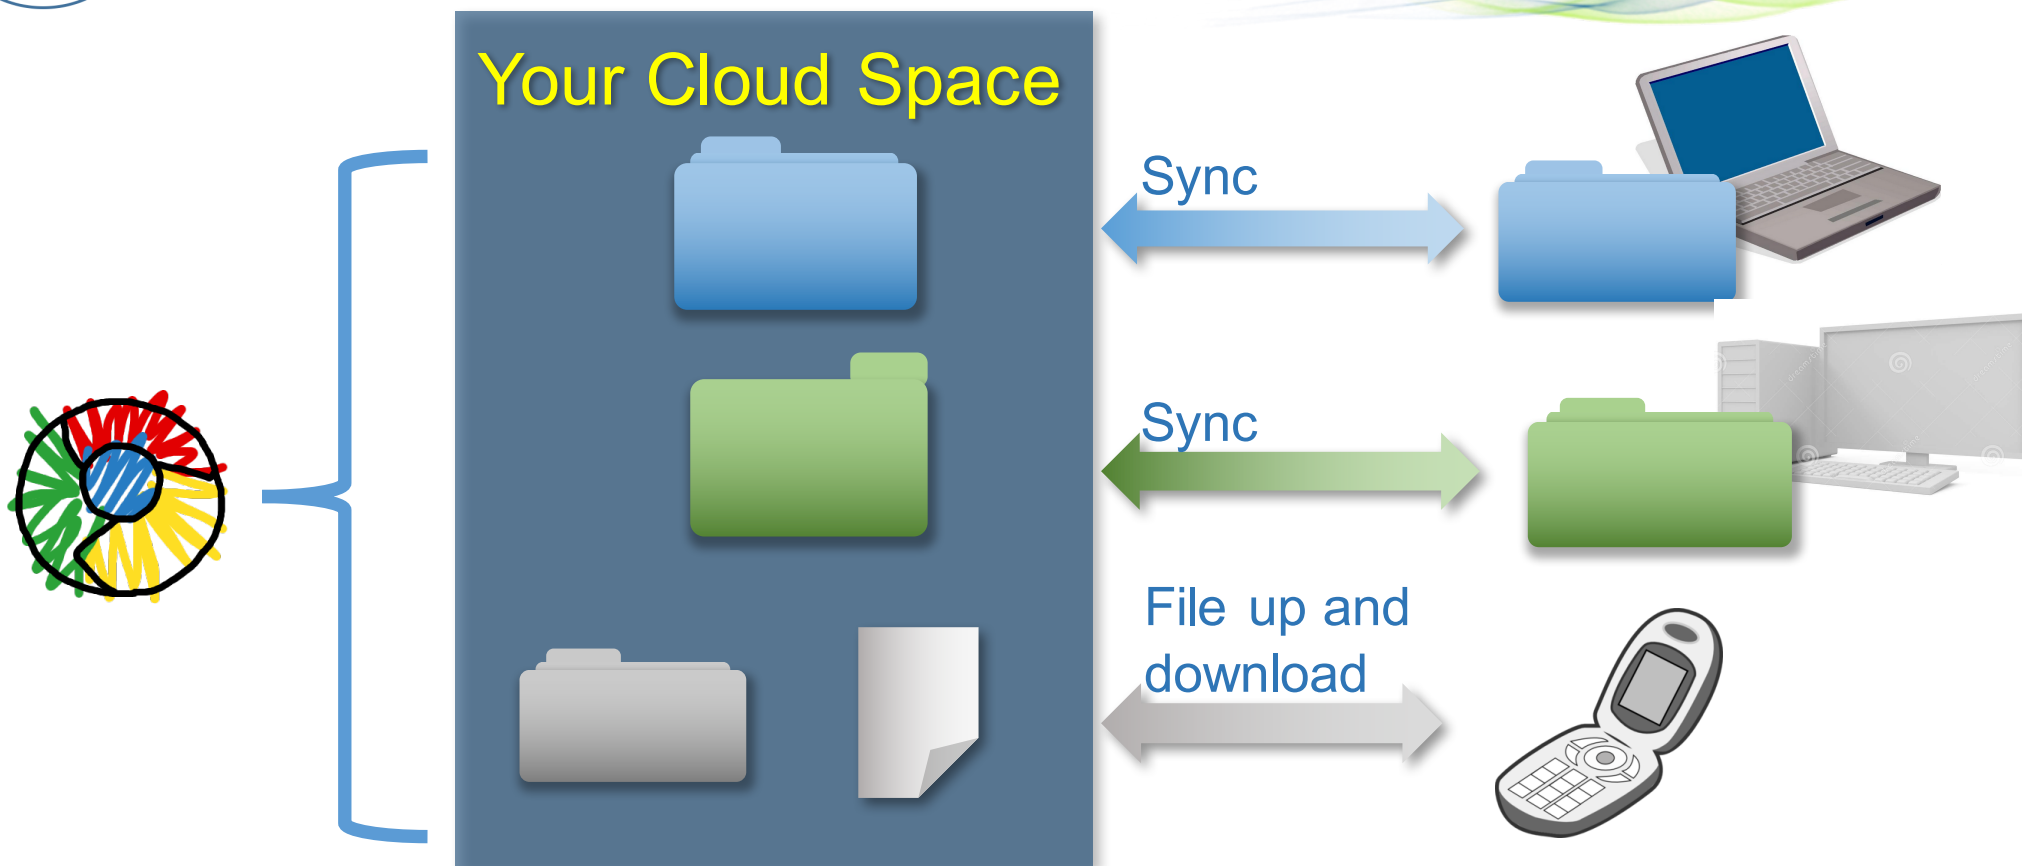 Your Cloud Space
Sync
Sync
File up and
download